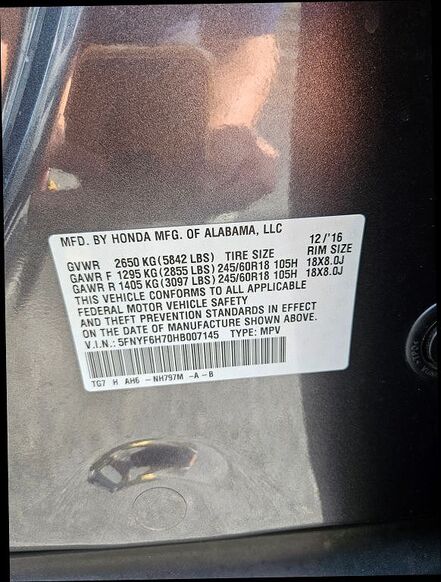 MFD. BY HONDA MFG. OF ALABAMA, LLC 12/'16
GVWR 2650 KG (5842 LBS) TIRE SIZE RIM SIZE
GAWR F 1295 KG (2855 LBS) 245/60R18 105H 18X8.0J
GAWR R 1405 KG (3097 LBS) 245/60R18 105H 18X8.0J
THIS VEHICLE CONFORMS TO ALL APPLICABLE
FEDERAL MOTOR VEHICLE SAFETY
AND THEFT PREVENTION STANDARDS IN EFFECT
ON THE DATE OF MANUFACTURE SHOWN ABOVE.
V.I.N.: 5FNYF6H70HB007145 TYPE: MPV
TG7 H AH6 -NH797M -A -B